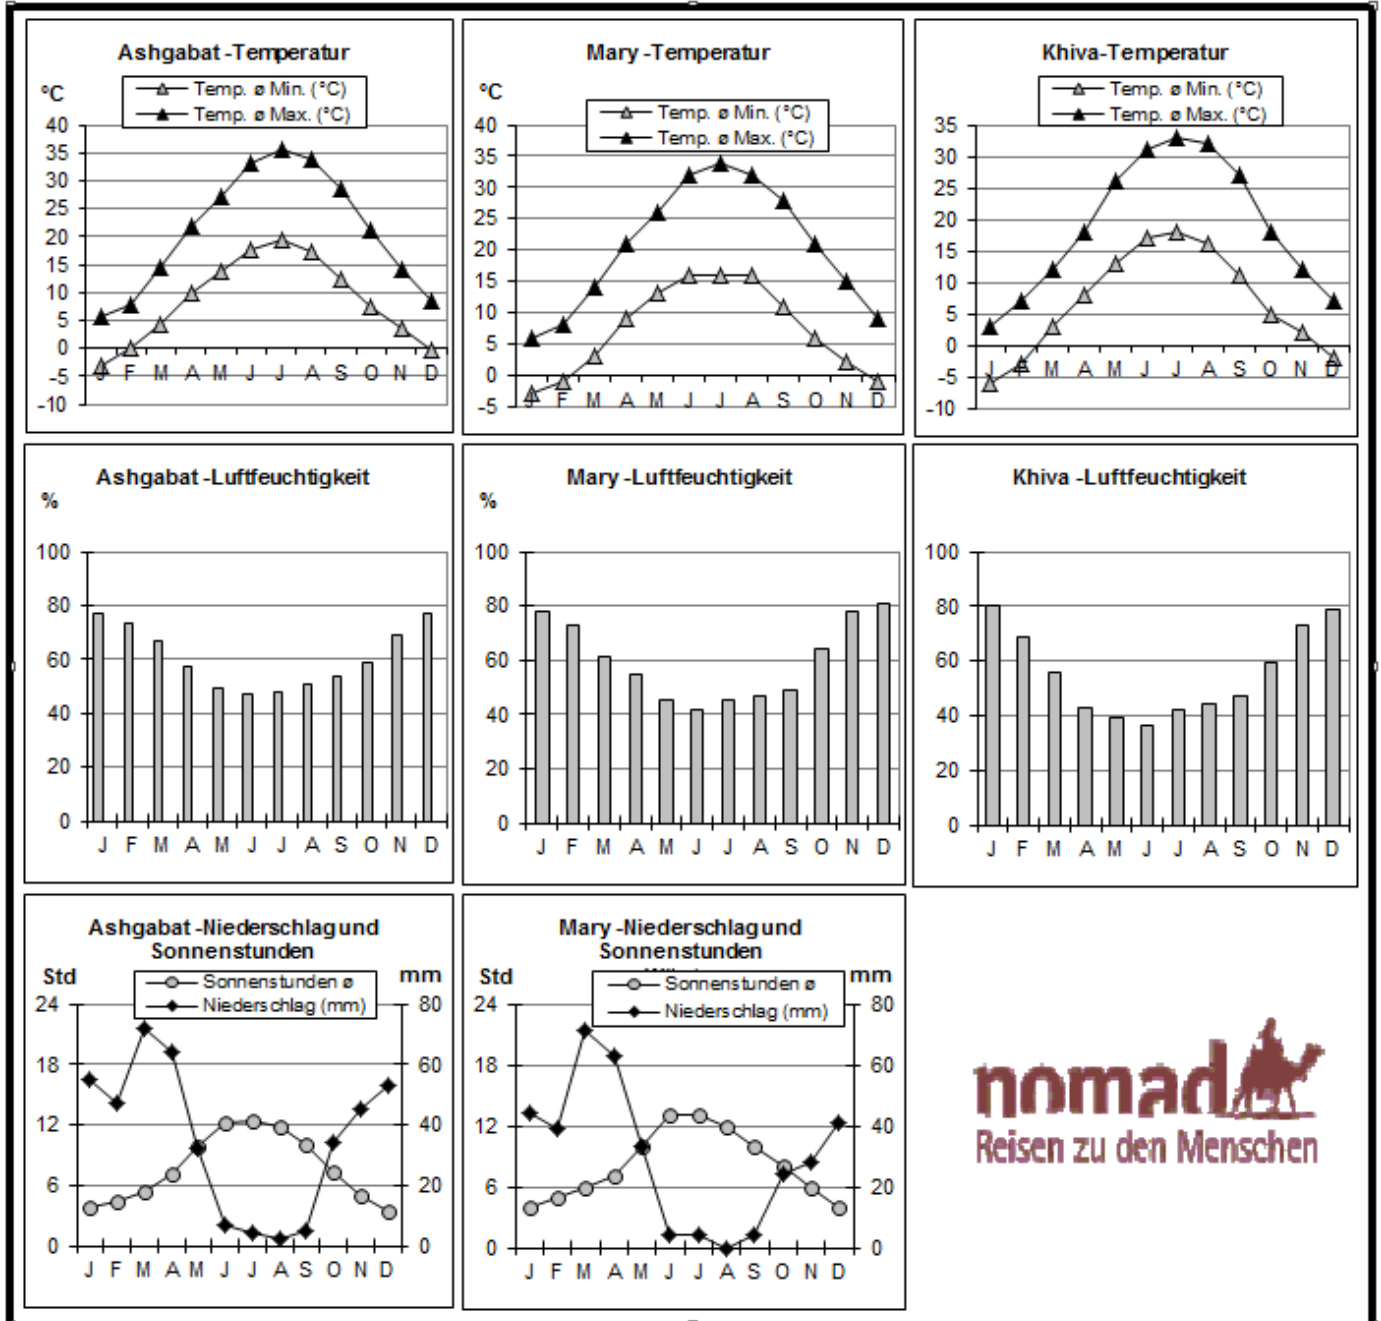 Ashgabat -Temperatur
°C
Temp. ø Min. (°C)
Temp. ø Max. (°C)
40
35
30
25
20
15
10
5
0
-5
-10
J F M A M J J A S O N D
Mary -Temperatur
°C
Temp. ø Min. (°C)
Temp. ø Max. (°C)
40
35
30
25
20
15
10
5
0
-5
J F M A M J J A S O N D
Khiva-Temperatur
Temp. ø Min. (°C)
Temp. ø Max. (°C)
35
30
25
20
15
10
5
0
-5
-10
J F M A M J J A S O N D
Ashgabat -Luftfeuchtigkeit
%
100
80
60
40
20
0
J F M A M J J A S O N D
Mary -Luftfeuchtigkeit
%
100
80
60
40
20
0
J F M A M J J A S O N D
Khiva -Luftfeuchtigkeit
100
80
60
40
20
0
J F M A M J J A S O N D
Ashgabat -Niederschlag und
Sonnenstunden
Std
mm
Sonnenstunden ø
Niederschlag (mm)
24
18
12
6
0
80
60
40
20
0
J F M A M J J A S O N D
Mary -Niederschlag und
Sonnenstunden
Std
mm
Sonnenstunden ø
Niederschlag (mm)
24
18
12
6
0
80
60
40
20
0
J F M A M J J A S O N D
nomad
Reisen zu den Menschen